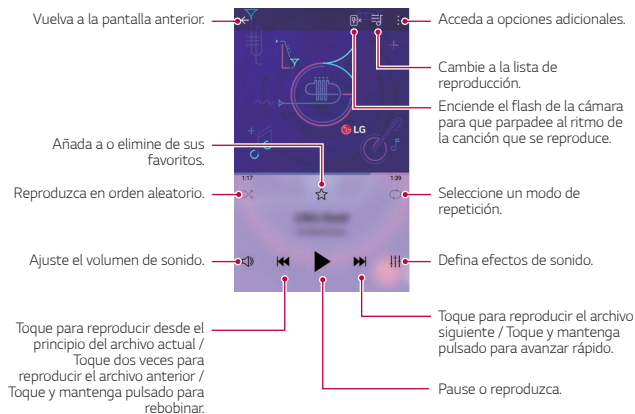 Vuelva a la pantalla anterior.
Acceda a opciones adicionales.
Cambie a la lista de
reproducción.
Enciende el flash de la cámara
para que parpadee al ritmo de
la canción que se reproduce.
LG
Añada a o elimine de sus
favoritos.
1:17
1:39
Reproduzca en orden aleatorio.
Seleccione un modo de
repetición.
Ajuste el volumen de sonido.
Defina efectos de sonido.
Toque para reproducir desde el
principio del archivo actual /
Toque dos veces para
reproducir el archivo anterior /
Toque y mantenga pulsado para
rebobinar.
Toque para reproducir el archivo
siguiente / Toque y mantenga
pulsado para avanzar rápido.
Pause o reproduzca.